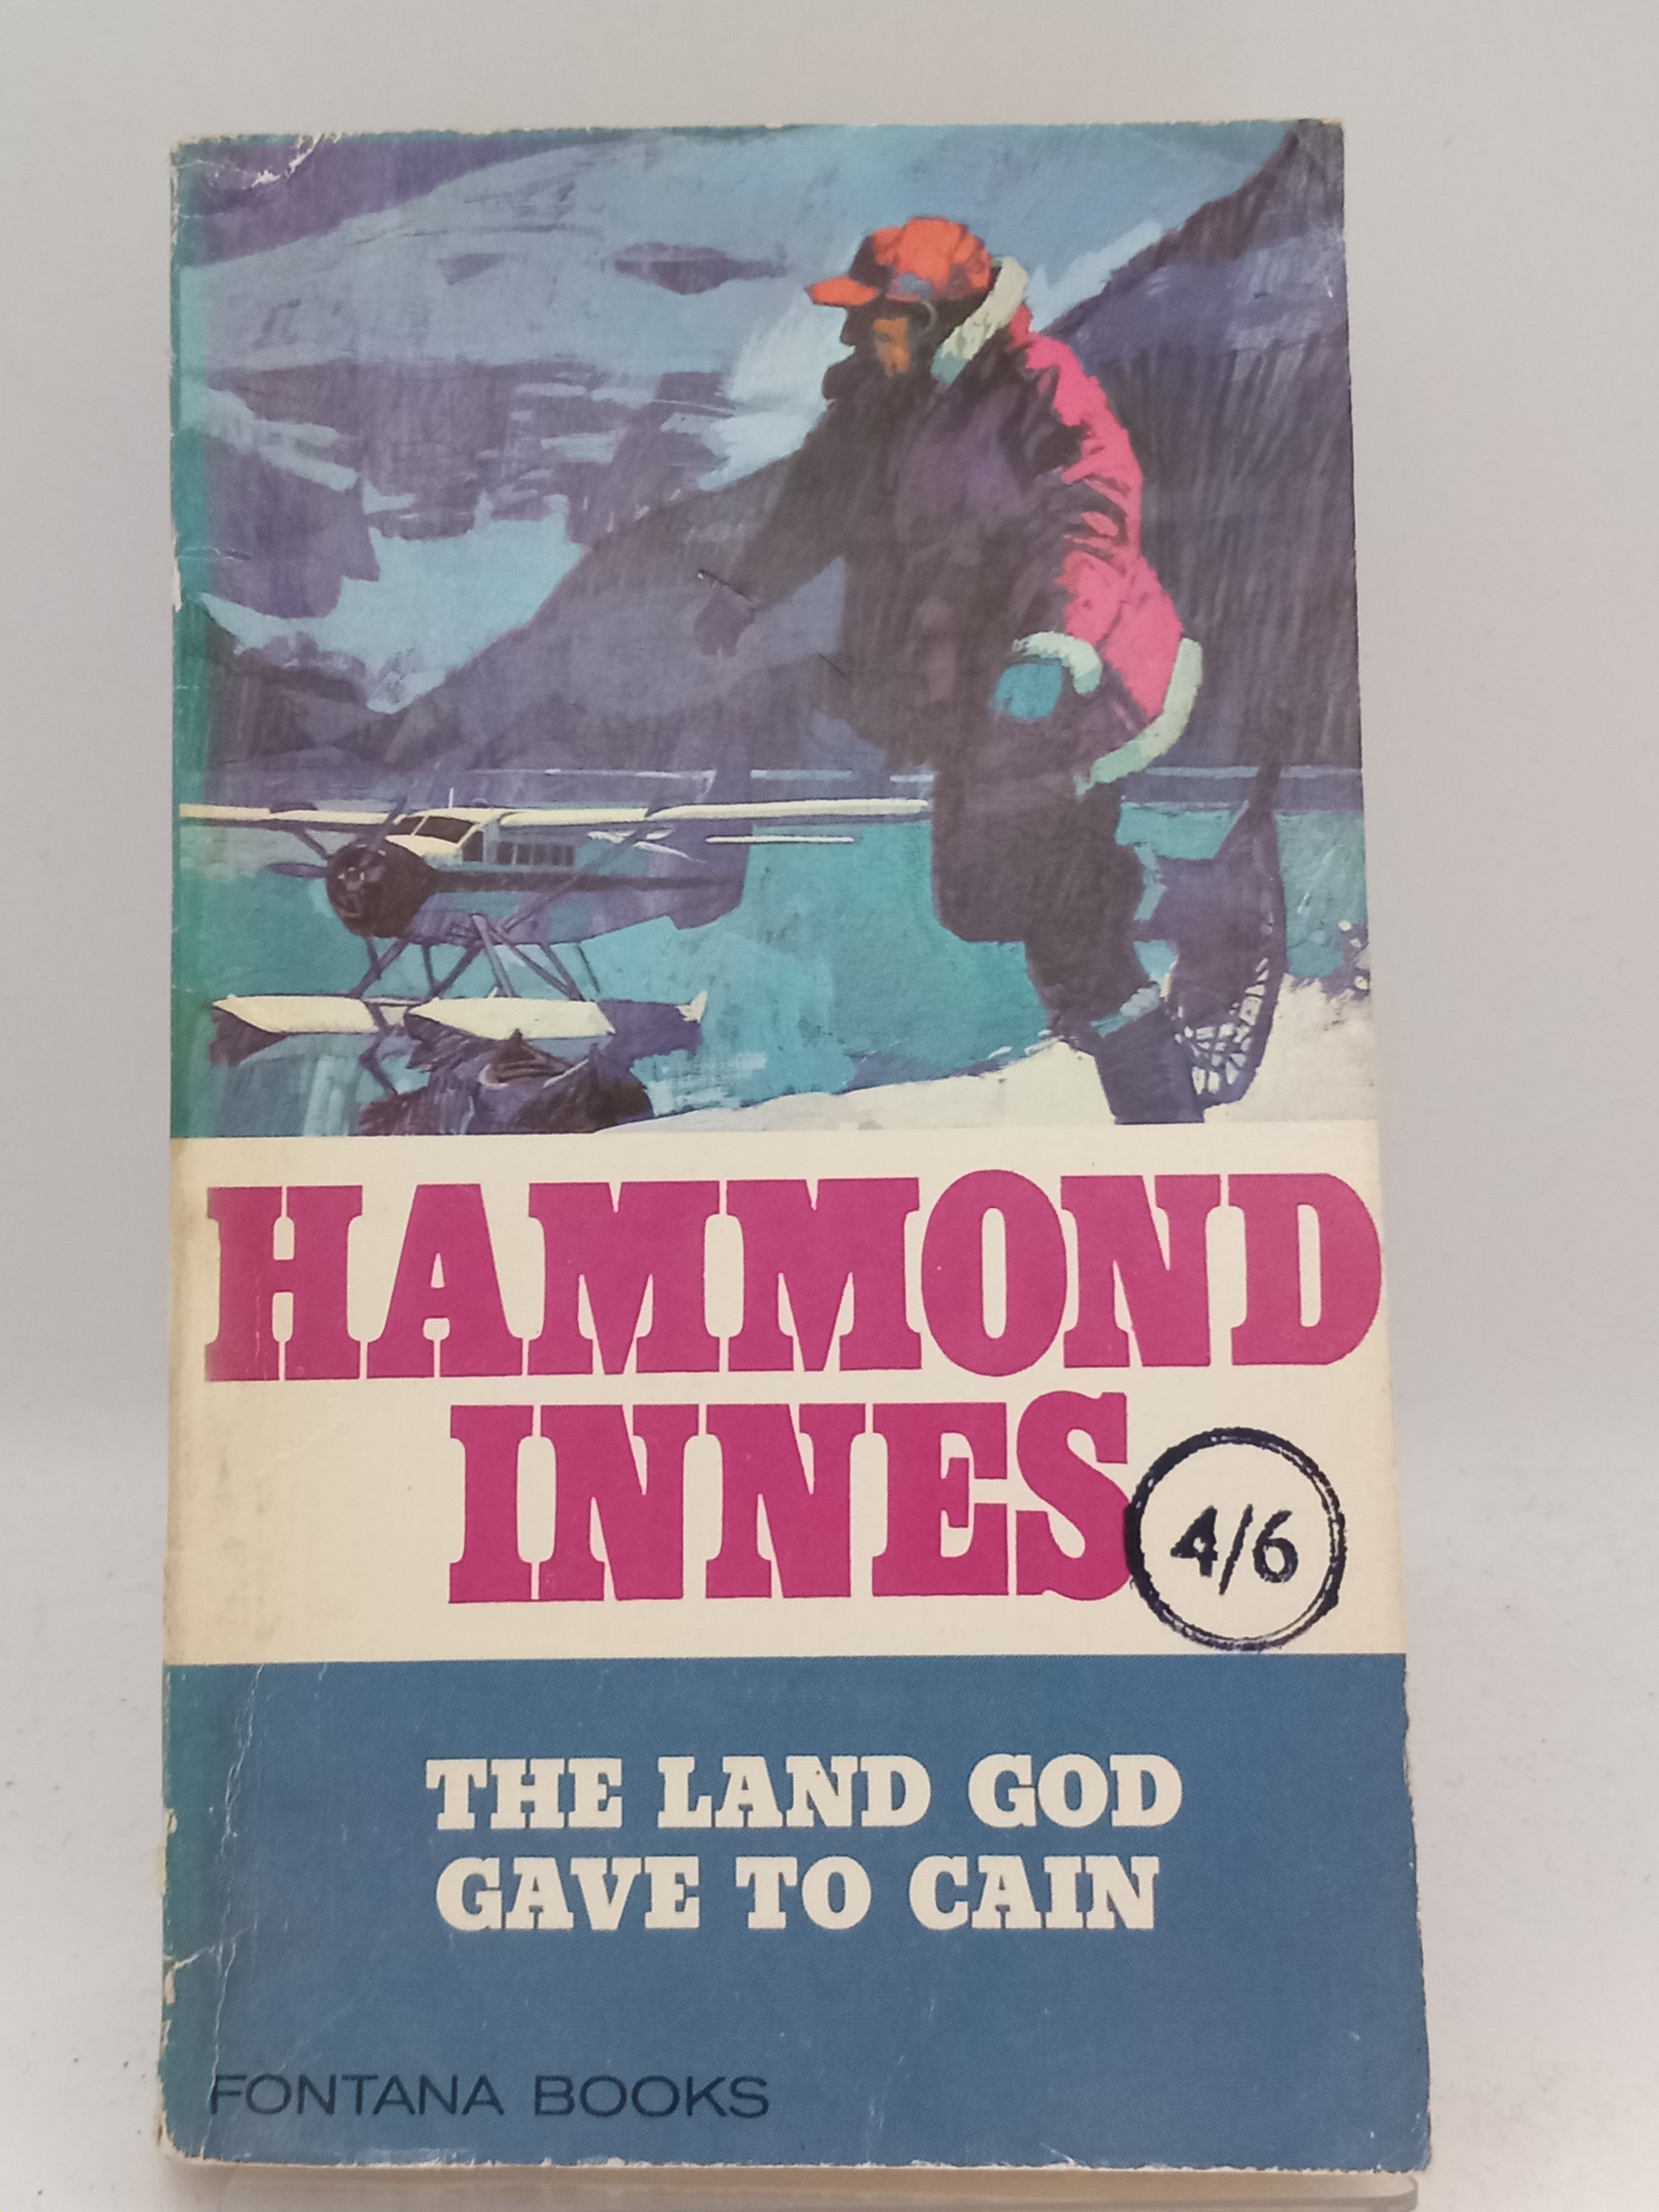 HAMMOND
INNES
4/6
THE LAND GOD
GAVE TO CAIN
FONTANA BOOKS